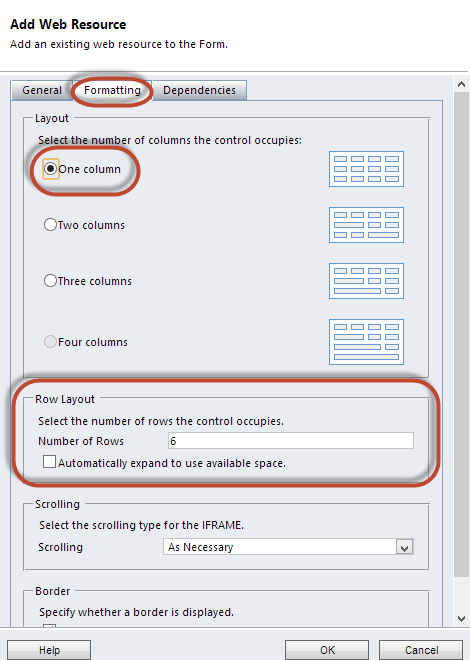 Add Web Resource
Add an existing web resource to the Form.
General Formatting Dependencies
Layout
Select the number of columns the control occupies:
One column
Two columns
Three columns
Four columns
Row Layout
Select the number of rows the control occupies.
Number of Rows 6
Automatically expand to use available space.
Scrolling
Select the scrolling type for the IFRAME.
Scrolling As Necessary
Border
Specify whether a border is displayed.
Help OK Cancel